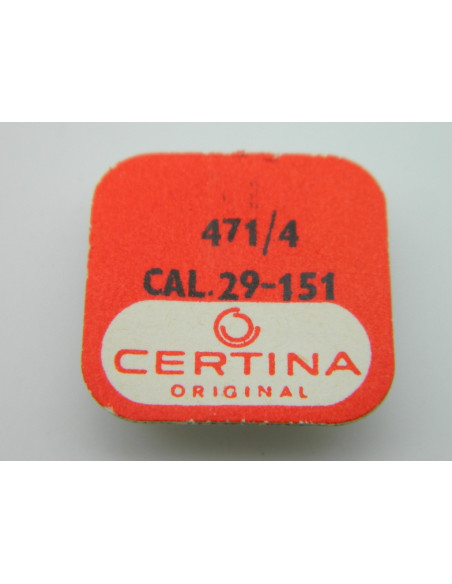 471/4
CAL.29-151
CERTINA
ORIGINAL